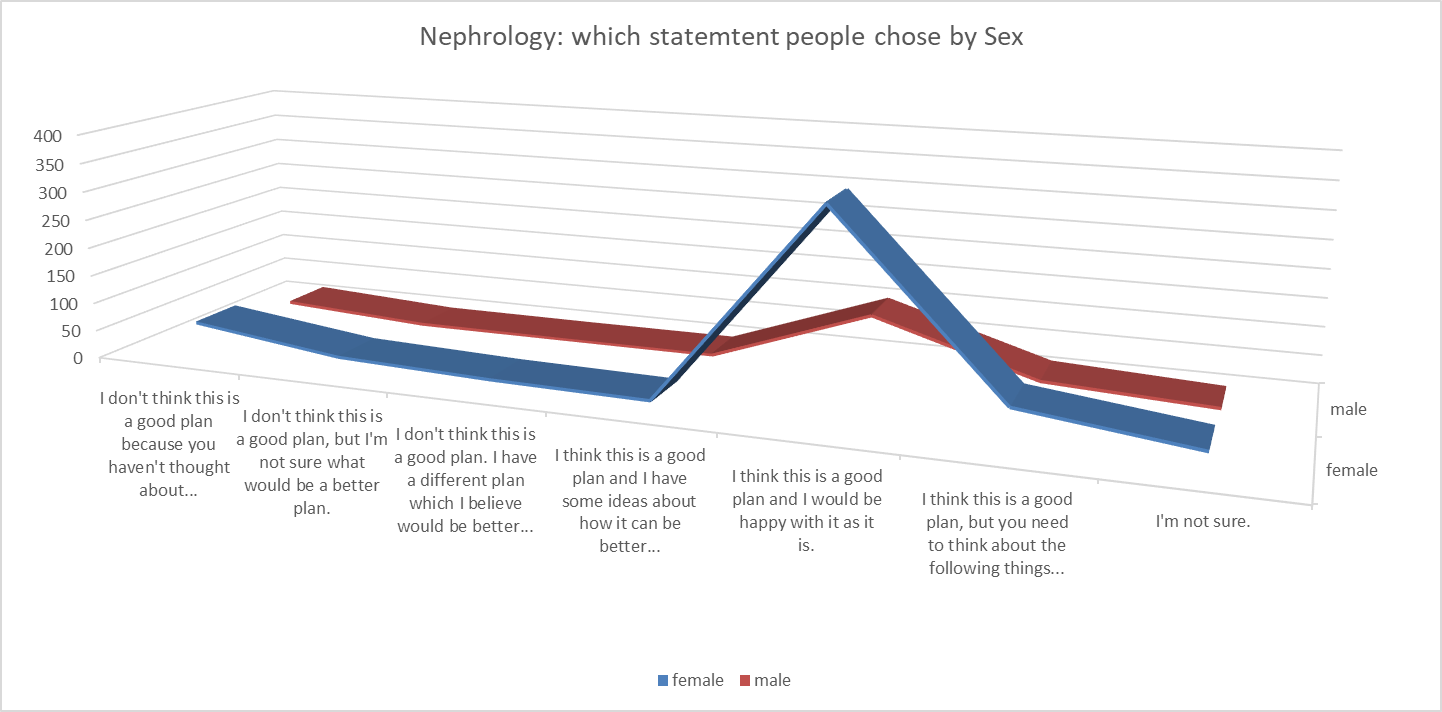 Nephrology: which statemtent people chose by Sex
400
350
300
250
200
150
100
50
0
I don't think this is
a good plan
because you
haven't thought
about...
I don't think this is
a good plan, but I'm
not sure what
would be a better
plan.
I don't think this is
a good plan. I have
a different plan
which I believe
would be better...
I think this is a good
plan and I have
some ideas about
how it can be
better...
I think this is a good
plan and I would be
happy with it as it
is.
I think this is a good
plan, but you need
to think about the
following things...
I'm not sure.
male
female
female male